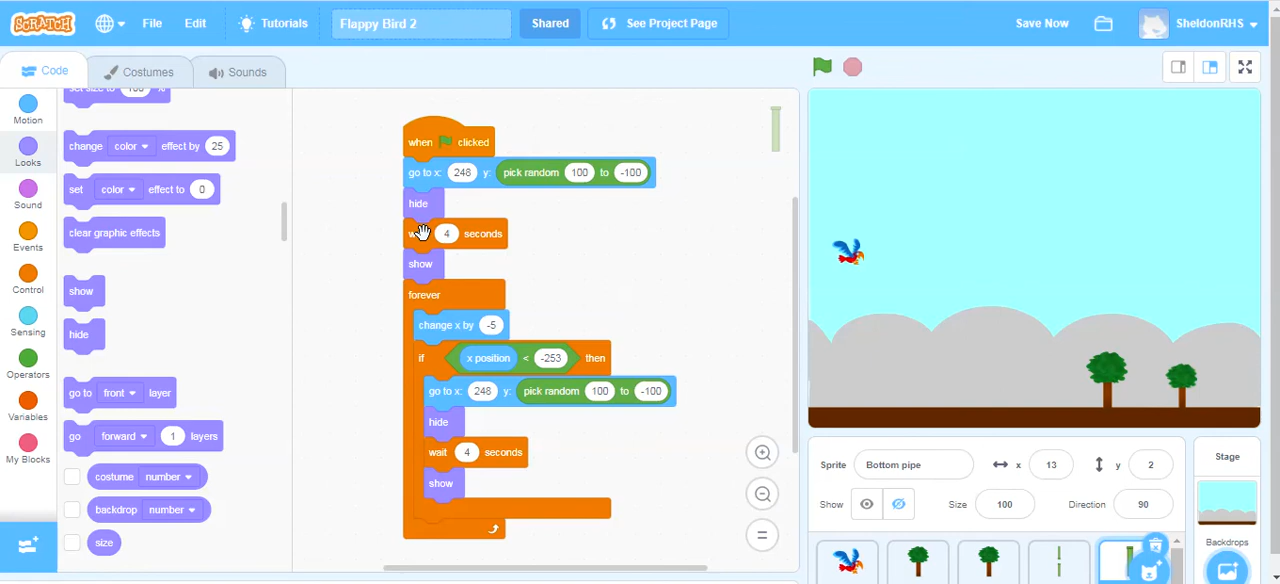 SCRATCH File Edit Tutorials Flappy Bird 2 Shared See Project Page Save Now SheldonRHS
Code Costumes Sounds
Motion
Looks
Sound
Events
Control
Sensing
Operators
Variables
My Blocks
set size to 100 %
change color effect by 25
set color effect to 0
clear graphic effects
show
hide
go to front layer
go forward 1 layers
costume number
backdrop number
size
when clicked
go to x: 248 y: pick random 100 to -100
hide
4 seconds
show
forever
change x by -5
if x position < -253 then
go to x: 248 y: pick random 100 to -100
hide
wait 4 seconds
show
Sprite Bottom pipe x 13 y 2
Show Size 100 Direction 90
Stage
Backdrops